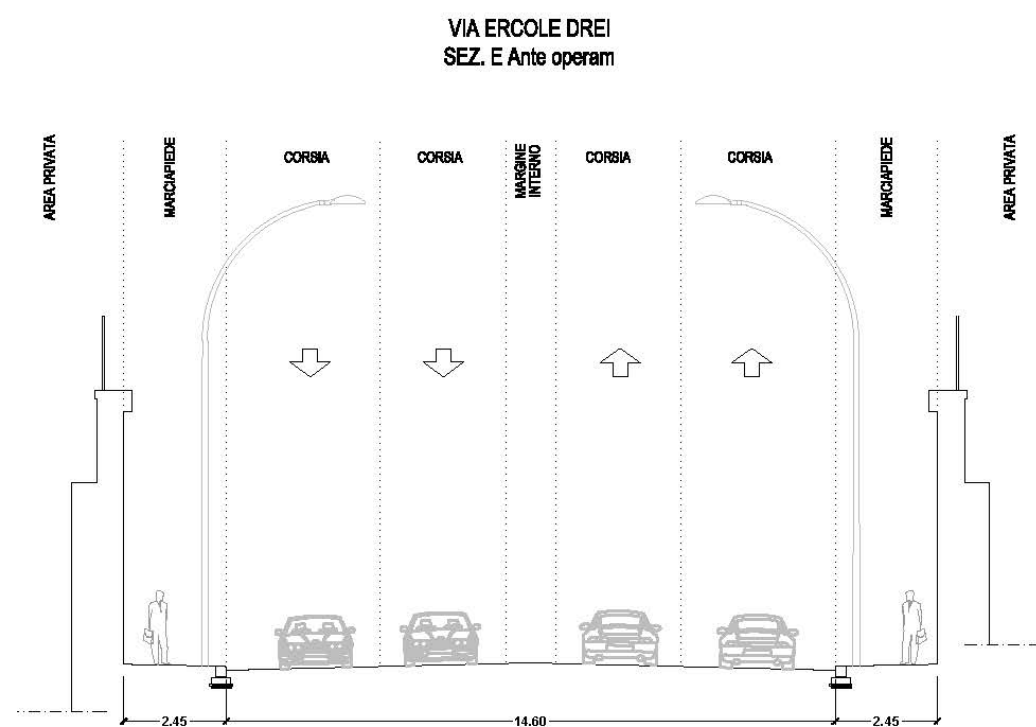 VIA ERCOLE DREI
SEZ. E Ante operam
AREA PRIVATA
MARCIAPIEDE
CORSIA
CORSIA
MARGINE
INTERNO
CORSIA
CORSIA
MARCIAPIEDE
AREA PRIVATA
2.45
14.60
2.45